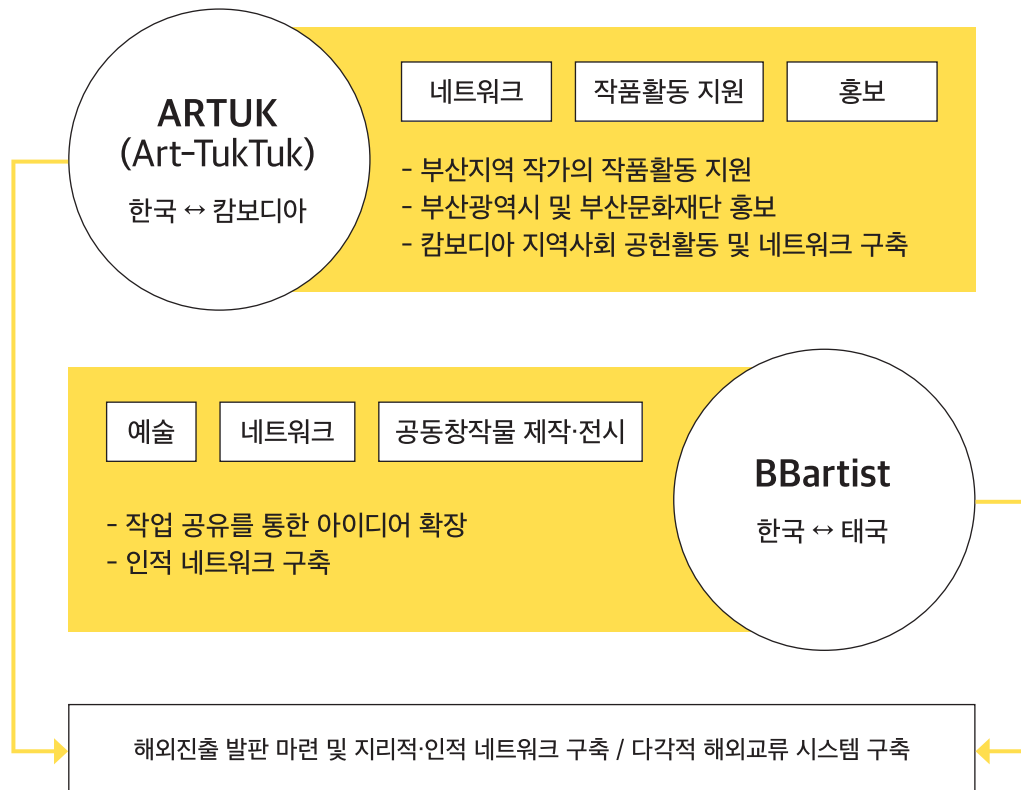 ARTUK
(Art-TukTuk)
한국 ↔ 캄보디아
네트워크
작품활동 지원
홍보
- 부산지역 작가의 작품활동 지원
- 부산광역시 및 부산문화재단 홍보
- 캄보디아 지역사회 공헌활동 및 네트워크 구축
예술
네트워크
공동창작물 제작·전시
- 작업 공유를 통한 아이디어 확장
- 인적 네트워크 구축
BBartist
한국 ↔ 태국
해외진출 발판 마련 및 지리적·인적 네트워크 구축 / 다각적 해외교류 시스템 구축